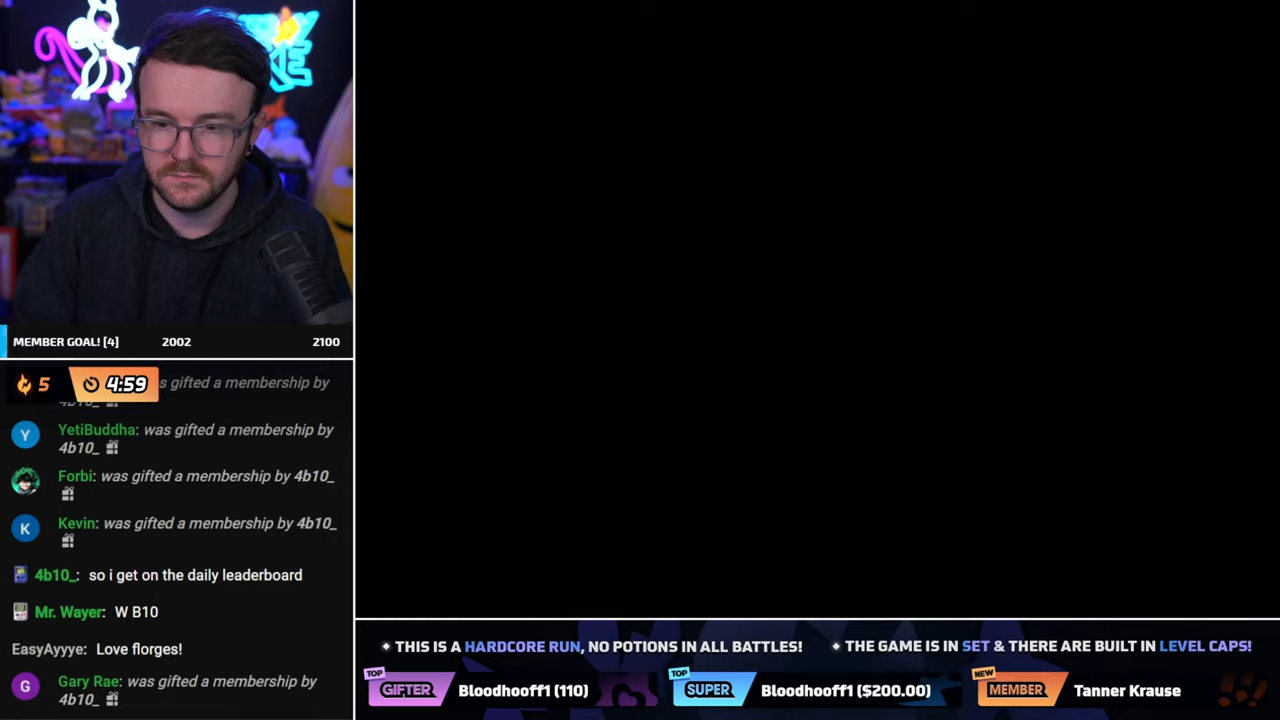 MEMBER GOAL! [4] 2002 2100
5 4:59 s gifted a membership by
4b10_
Y YetiBuddha: was gifted a membership by
4b10_
Forbi: was gifted a membership by 4b10_
K Kevin: was gifted a membership by 4b10_
4b10_: so i get on the daily leaderboard
Mr. Wayer: W B10
EasyAyyye: Love florges!
G Gary Rae: was gifted a membership by
4b10_
THIS IS A HARDCORE RUN, NO POTIONS IN ALL BATTLES! THE GAME IS IN SET & THERE ARE BUILT IN LEVEL CAPS!
TOP GIFTER Bloodhooff1 (110) TOP SUPER Bloodhooff1 ($200.00) NEW MEMBER Tanner Krause